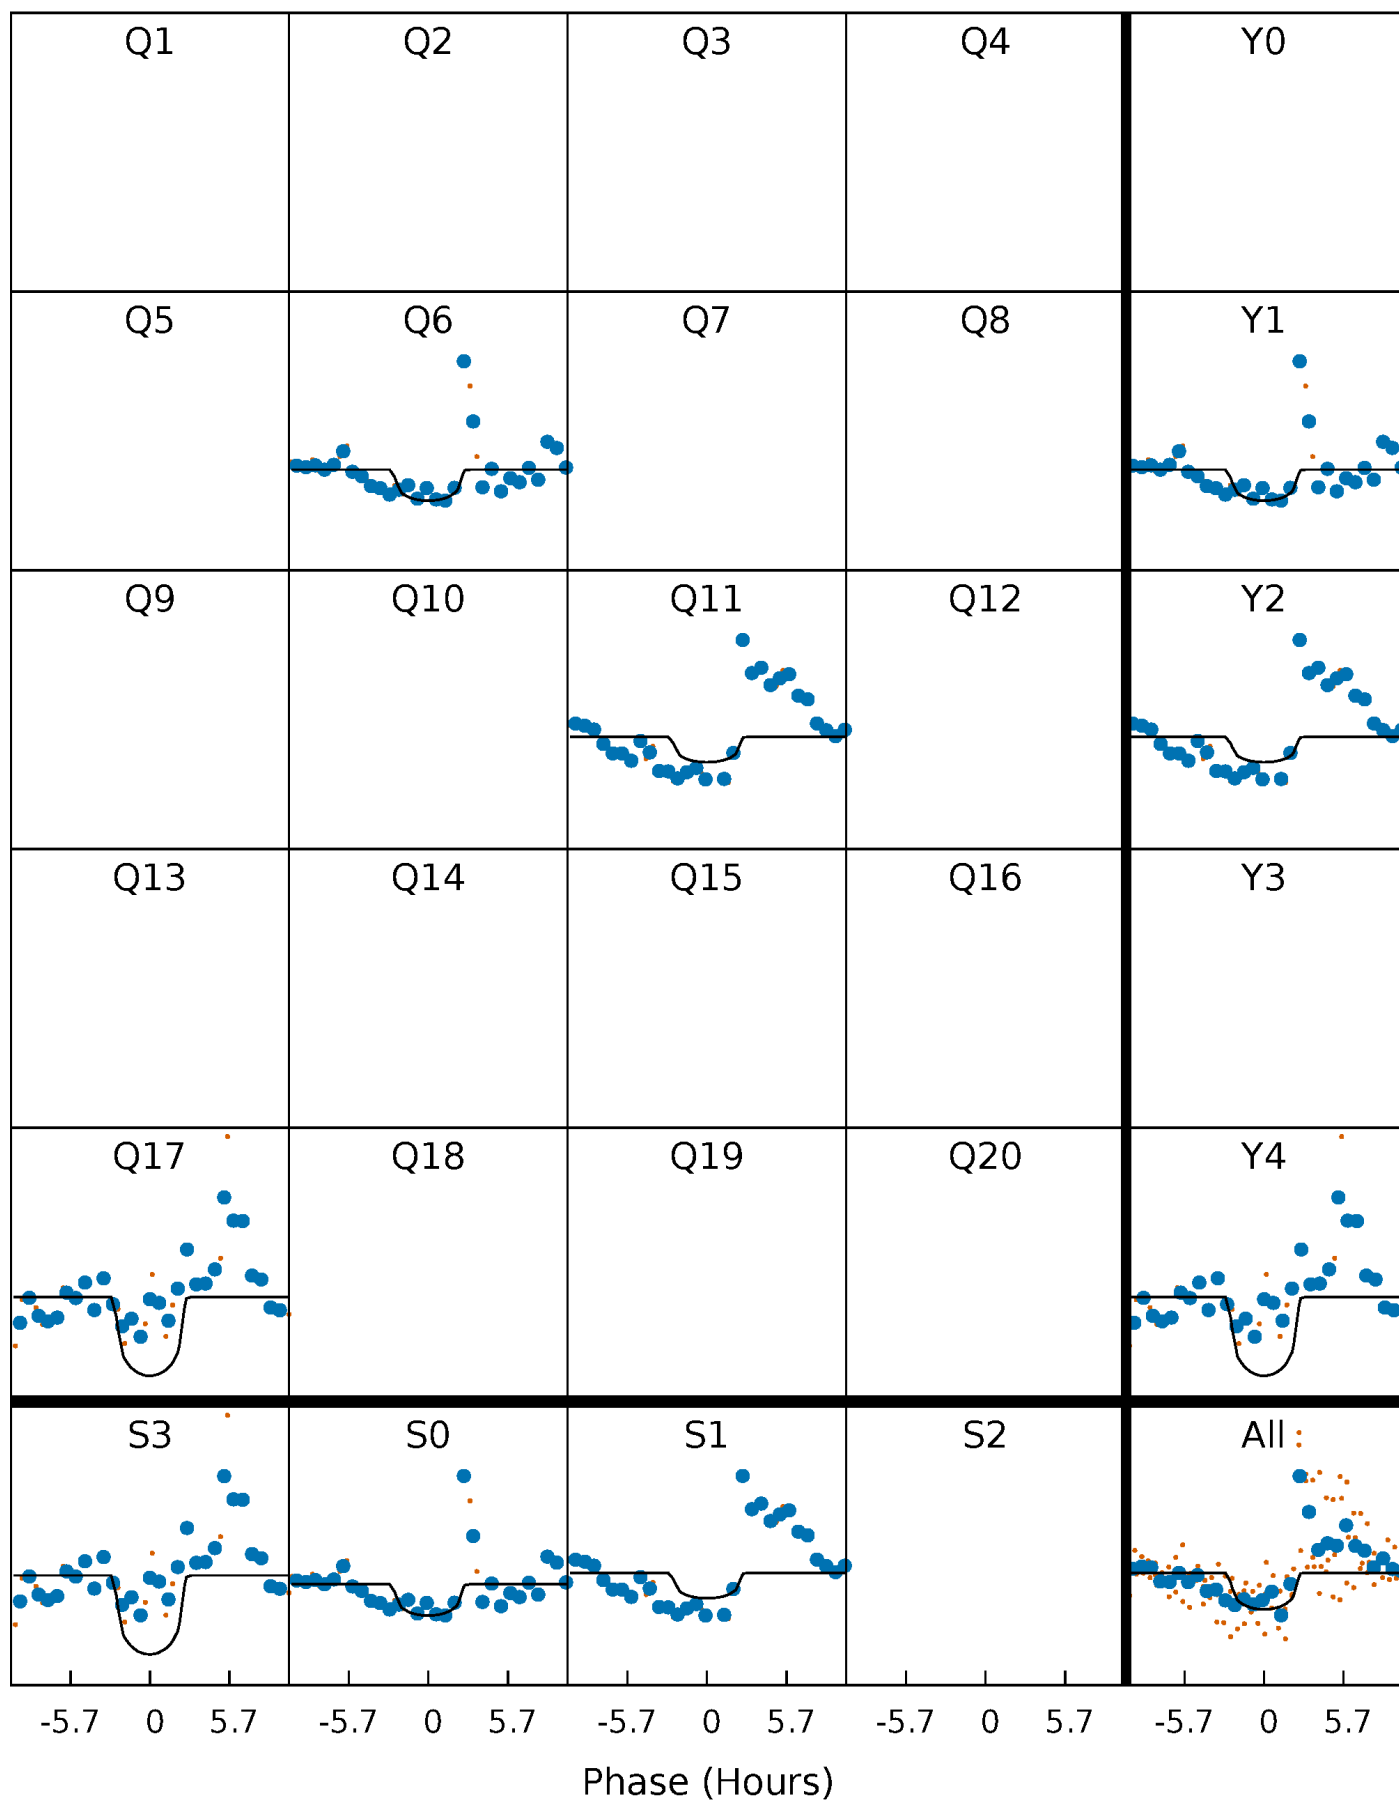 Q1 Q2 Q3 Q4 Y0
Q5 Q6 Q7 Q8 Y1
Q9 Q10 Q11 Q12 Y2
Q13 Q14 Q15 Q16 Y3
Q17 Q18 Q19 Q20 Y4
S3 S0 S1 S2 All
-5.7 0 5.7 -5.7 0 5.7 -5.7 0 5.7 -5.7 0 5.7 -5.7 0 5.7
Phase (Hours)